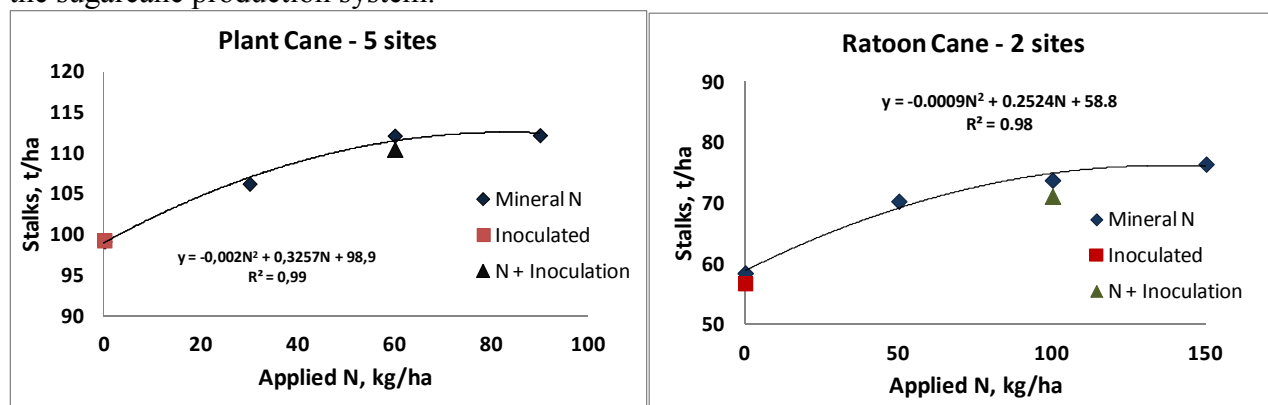 the sugarcane production system.
Plant Cane - 5 sites
120
115
110
105
100
95
90
0
20
40
60
80
100
Stalks, t/ha
Applied N, kg/ha
y = -0,002N² + 0,3257N + 98,9
R² = 0,99
Mineral N
Inoculated
N + Inoculation
Ratoon Cane - 2 sites
90
80
70
60
50
0
50
100
150
Stalks, t/ha
Applied N, kg/ha
y = -0.0009N² + 0.2524N + 58.8
R² = 0.98
Mineral N
Inoculated
N + Inoculation